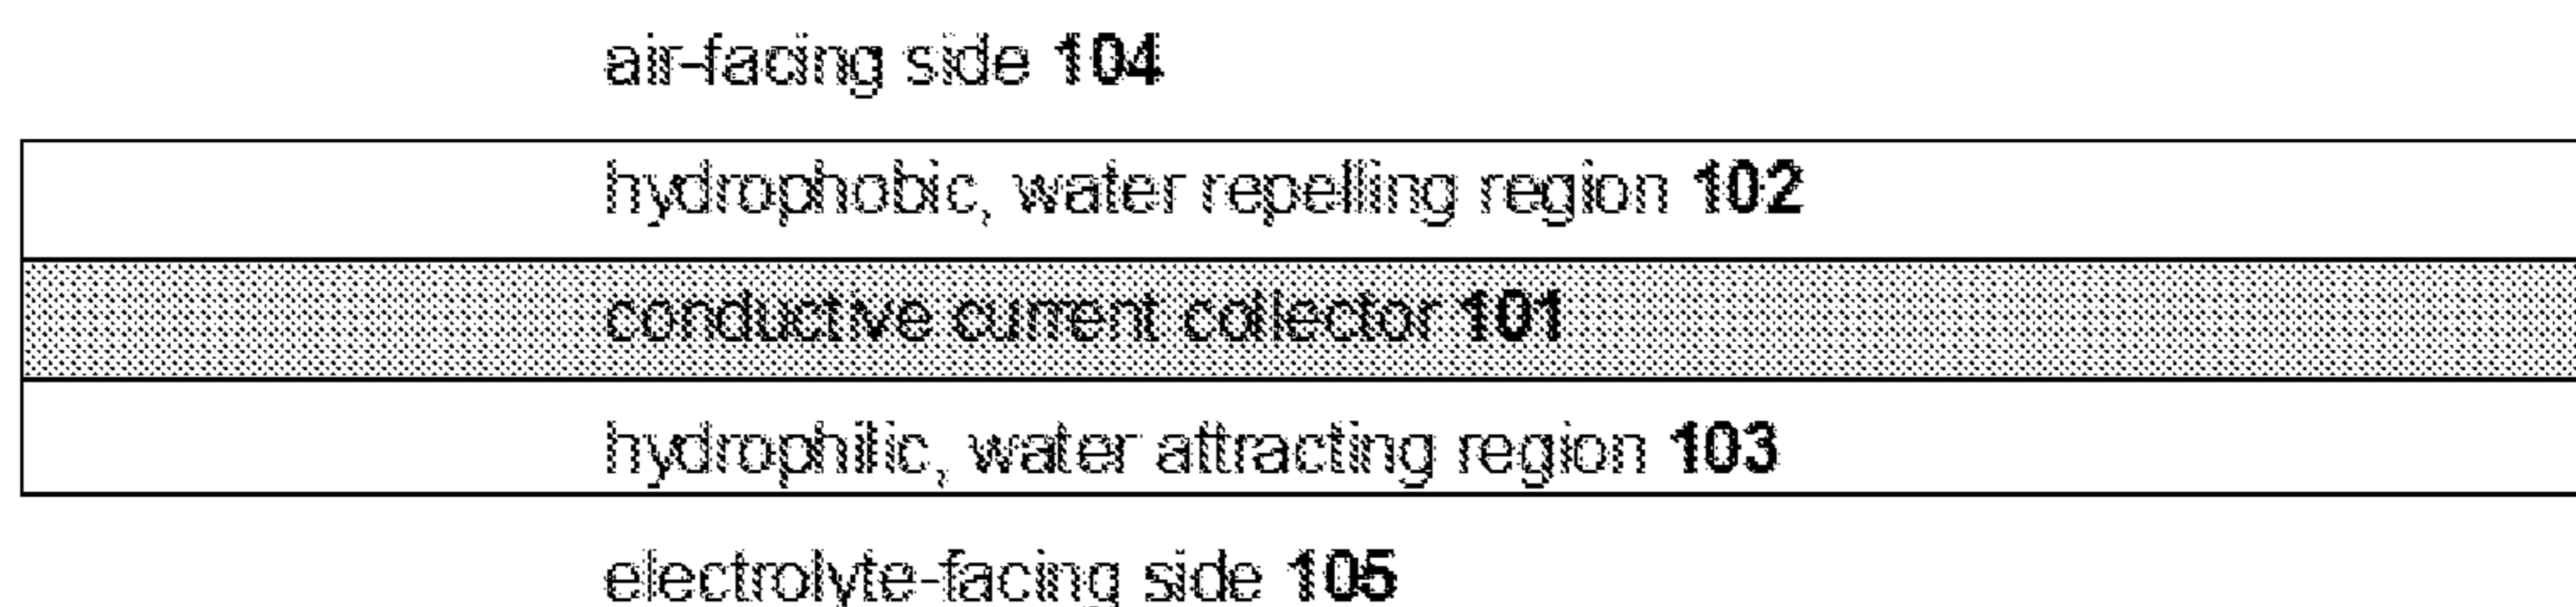 air-facing side 104
hydrophobic, water repelling region 102
conductive current collector 101
hydrophilic, water attracting region 103
electrolyte-facing side 105